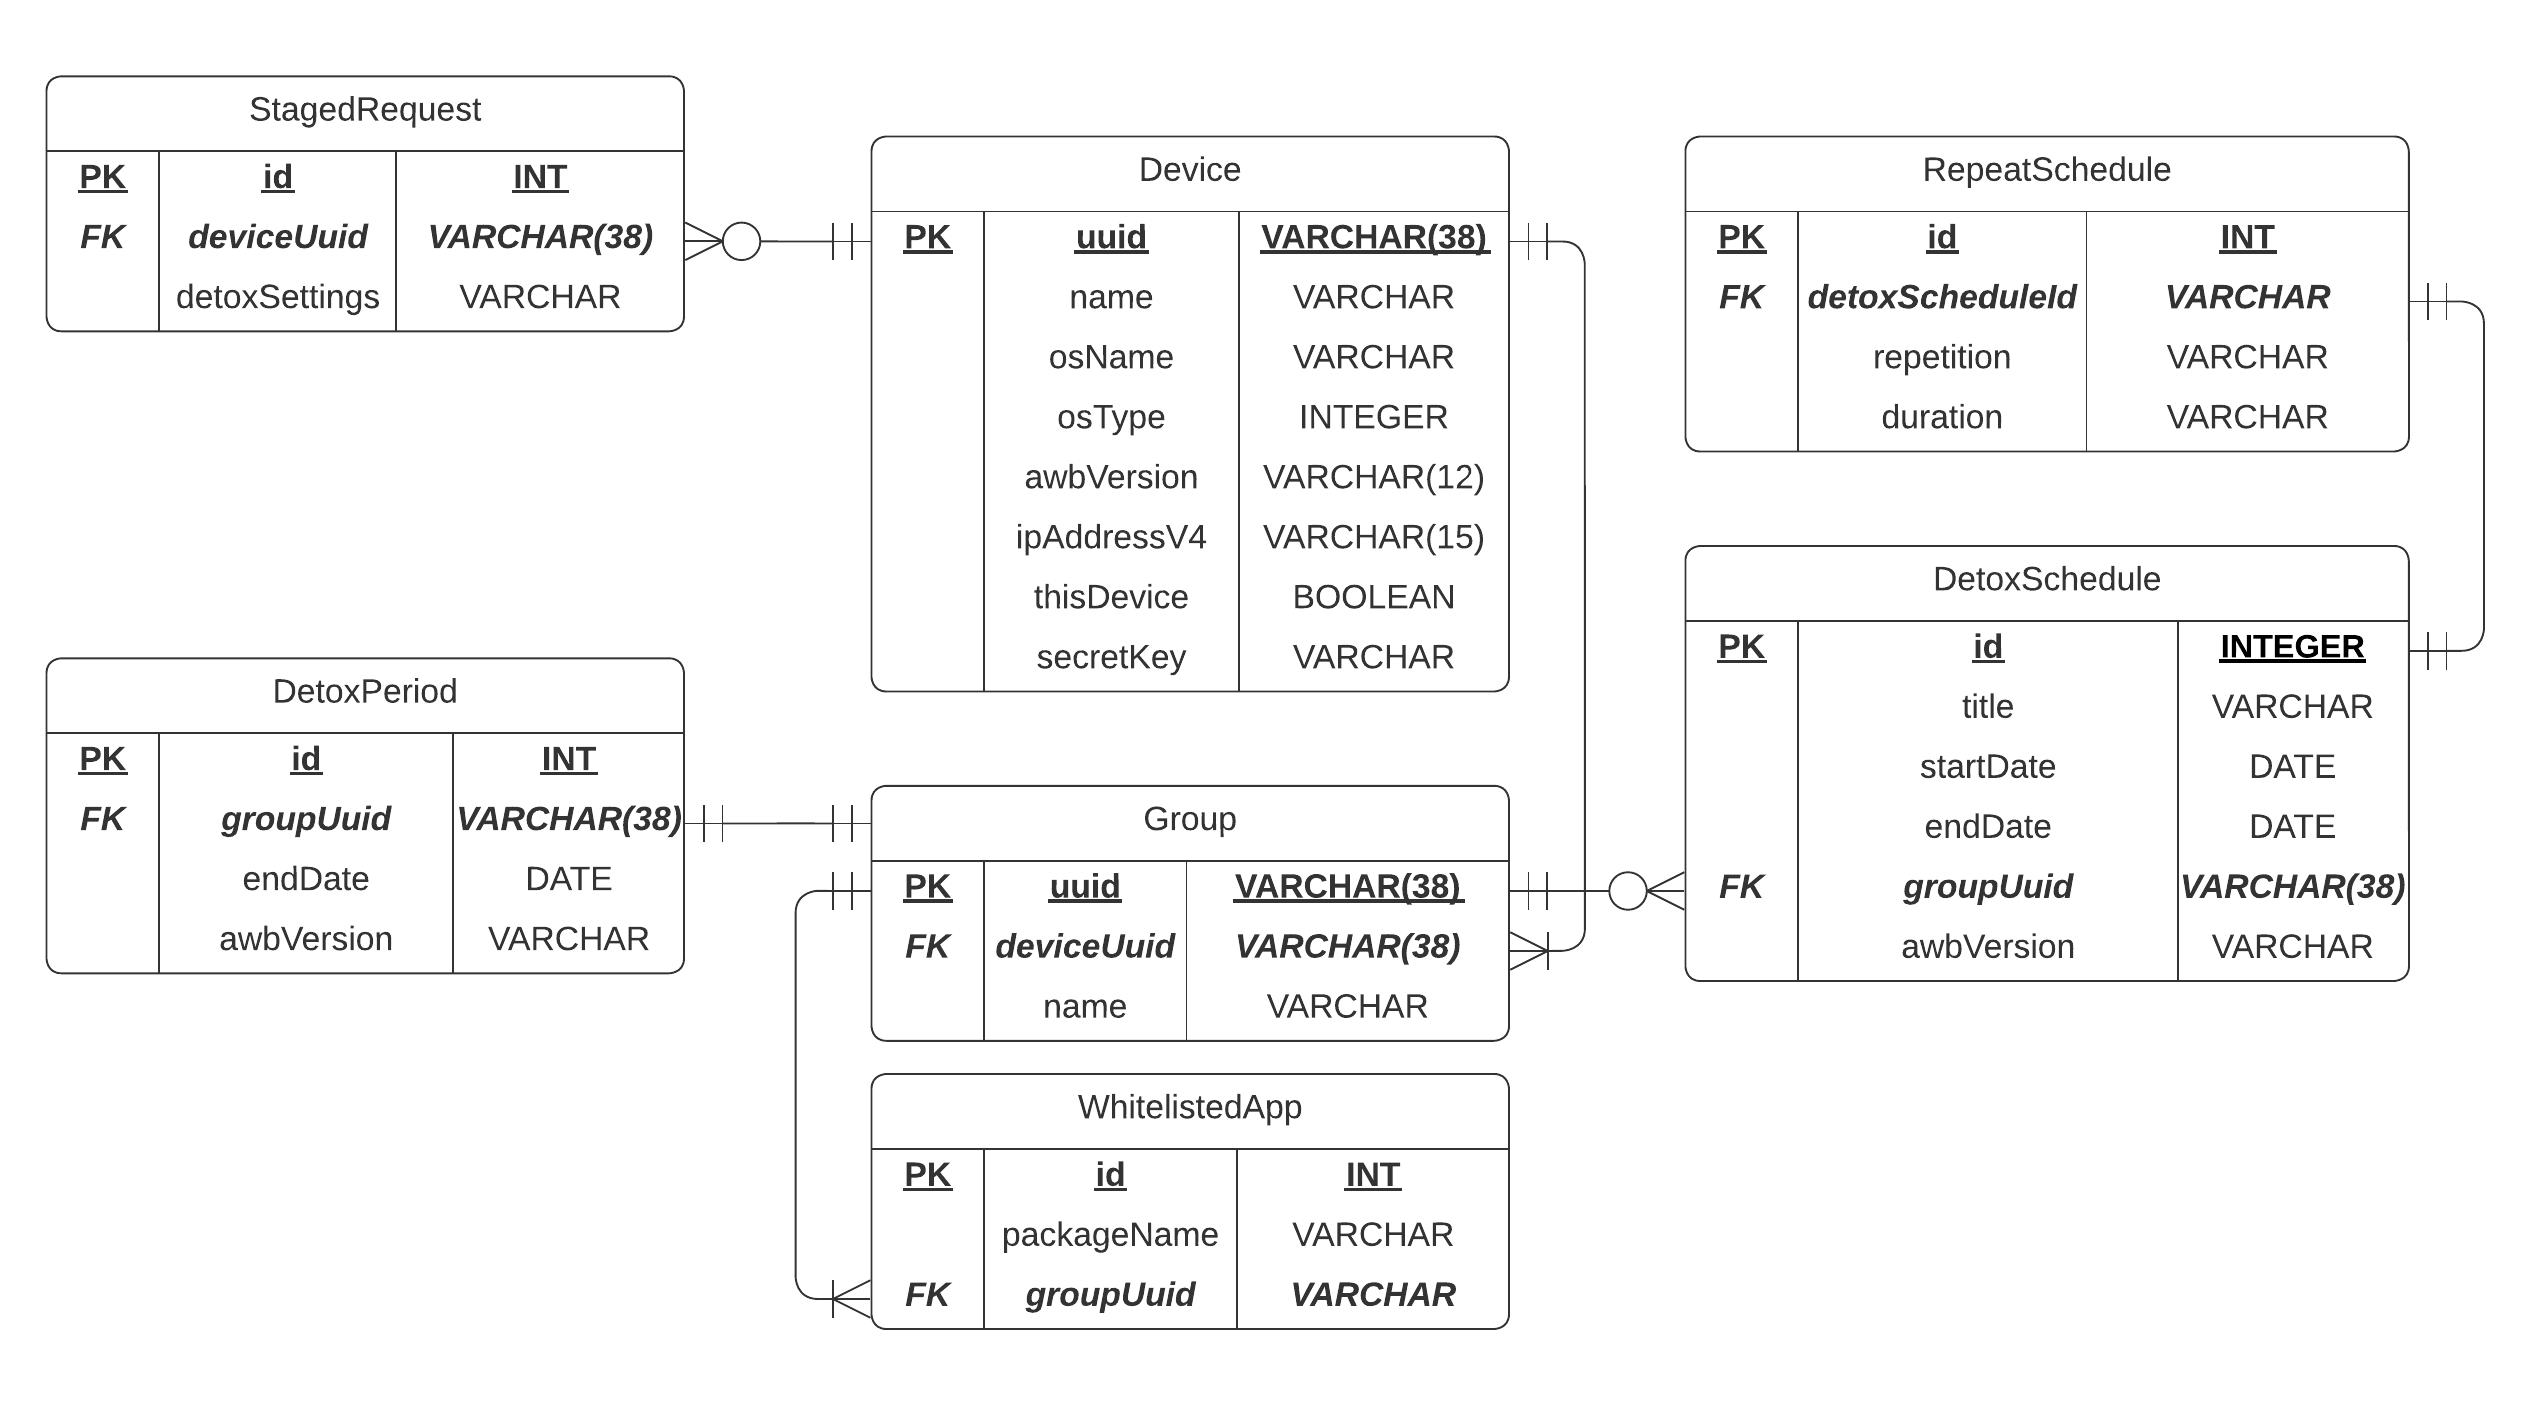 StagedRequest
PK id INT
FK deviceUuid VARCHAR(38)
detoxSettings VARCHAR
Device
PK uuid VARCHAR(38)
name VARCHAR
osName VARCHAR
osType INTEGER
awbVersion VARCHAR(12)
ipAddressV4 VARCHAR(15)
thisDevice BOOLEAN
secretKey VARCHAR
RepeatSchedule
PK id INT
FK detoxScheduleId VARCHAR
repetition VARCHAR
duration VARCHAR
DetoxPeriod
PK id INT
FK groupUuid VARCHAR(38)
endDate DATE
awbVersion VARCHAR
Group
PK uuid VARCHAR(38)
FK deviceUuid VARCHAR(38)
name VARCHAR
DetoxSchedule
PK id INTEGER
title VARCHAR
startDate DATE
endDate DATE
FK groupUuid VARCHAR(38)
awbVersion VARCHAR
WhitelistedApp
PK id INT
packageName VARCHAR
FK groupUuid VARCHAR